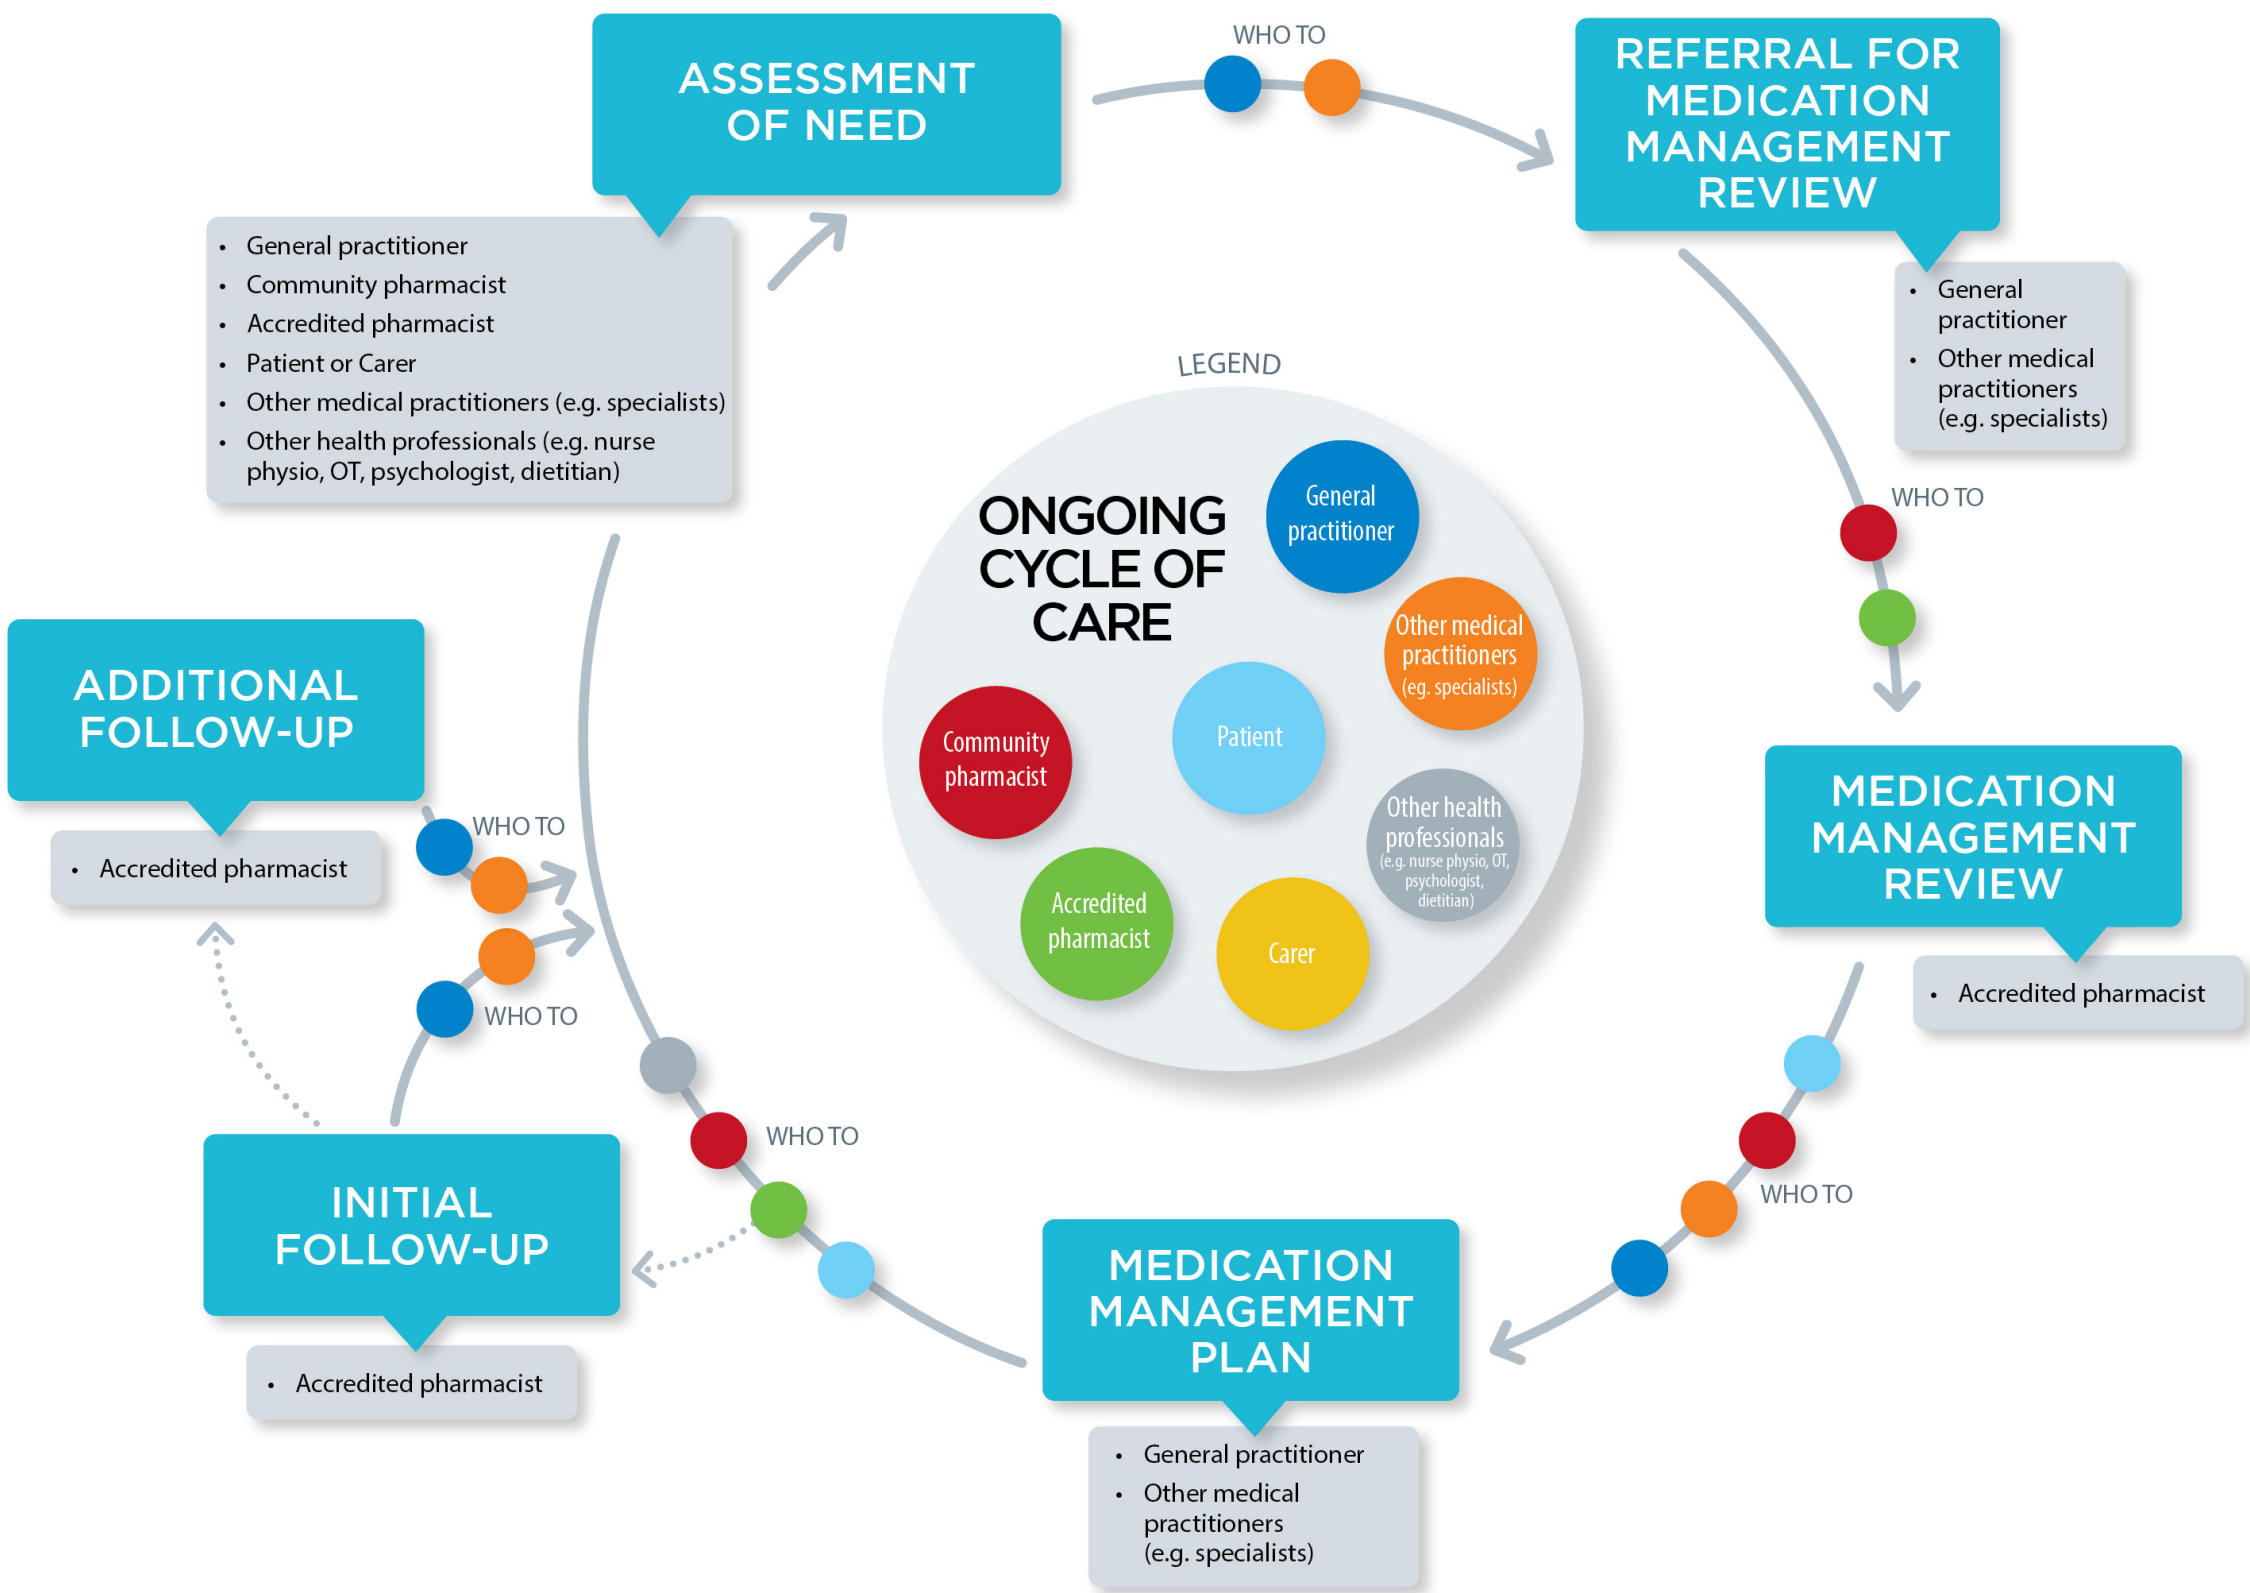 ASSESSMENT
OF NEED
• General practitioner
• Community pharmacist
• Accredited pharmacist
• Patient or Carer
• Other medical practitioners (e.g. specialists)
• Other health professionals (e.g. nurse
physio, OT, psychologist, dietitian)
WHO TO
REFERRAL FOR
MEDICATION
MANAGEMENT
REVIEW
• General
practitioner
• Other medical
practitioners
(e.g. specialists)
WHO TO
MEDICATION
MANAGEMENT
REVIEW
• Accredited pharmacist
WHO TO
MEDICATION
MANAGEMENT
PLAN
• General practitioner
• Other medical
practitioners
(e.g. specialists)
WHO TO
INITIAL
FOLLOW-UP
• Accredited pharmacist
WHO TO
ADDITIONAL
FOLLOW-UP
• Accredited pharmacist
WHO TO
LEGEND
ONGOING
CYCLE OF
CARE
General
practitioner
Other medical
practitioners
(eg. specialists)
Patient
Community
pharmacist
Other health
professionals
(e.g. nurse physio, OT,
psychologist,
dietitian)
Accredited
pharmacist
Carer